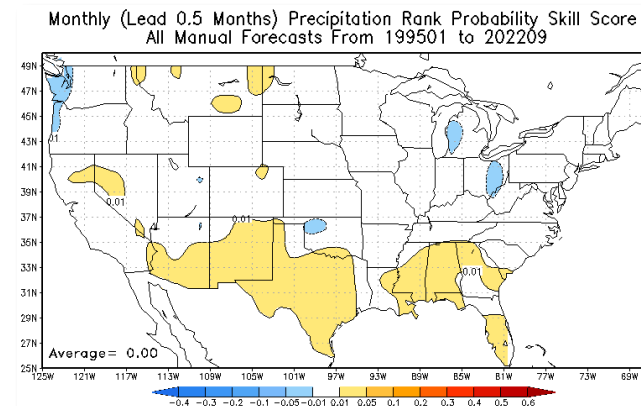 Monthly (Lead 0.5 Months) Precipitation Rank Probability Skill Score
All Manual Forecasts From 199501 to 202209
49N
47N
45N
43N
41N
39N
37N
35N
33N
31N
29N
27N
25N
.01
0.01
0.01
0.01
Average= 0.00
125W 121W 117W 113W 109W 105W 101W 97W 93W 89W 85W 81W 77W 73W 69W
-0.4 -0.3 -0.2 -0.1 -0.05 -0.01 0.01 0.05 0.1 0.2 0.3 0.4 0.5 0.6